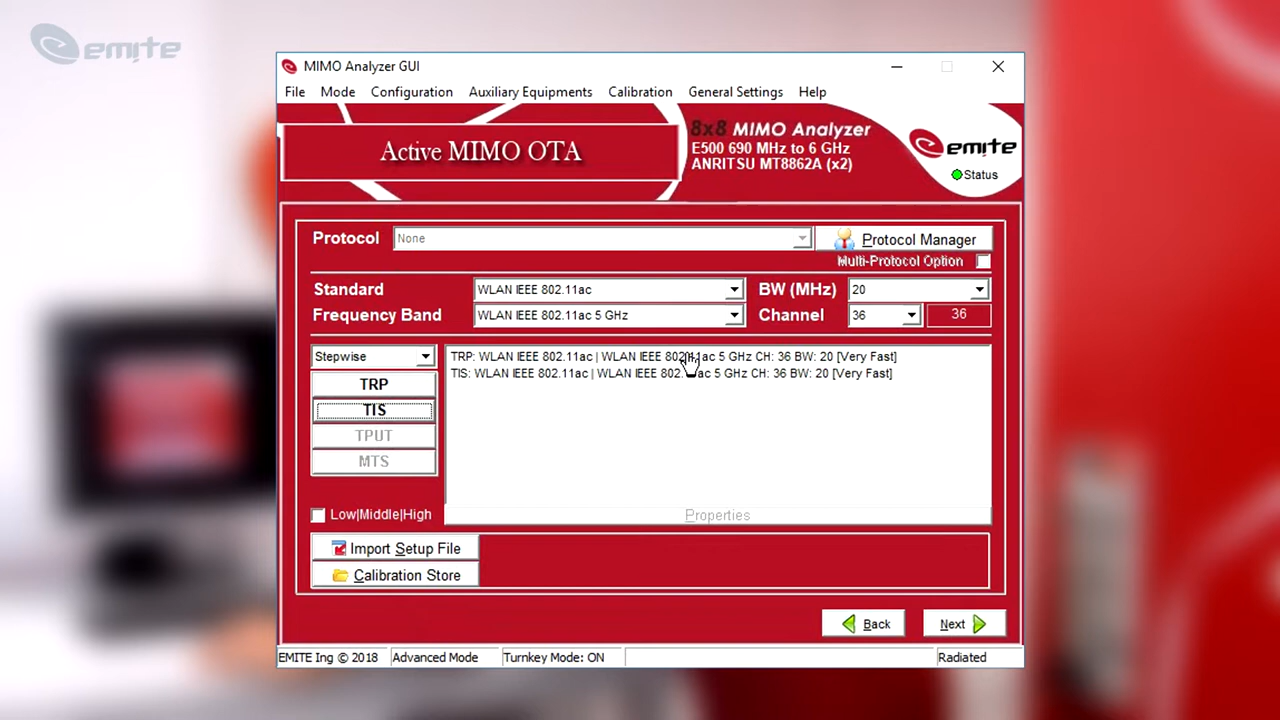 emite
MIMO Analyzer GUI
File Mode Configuration Auxiliary Equipments Calibration General Settings Help
Active MIMO OTA
8x8 MIMO Analyzer
E500 690 MHz to 6 GHz
ANRITSU MT8862A (x2)
emite
Status
Protocol None Protocol Manager
Multi-Protocol Option
Standard WLAN IEEE 802.11ac BW (MHz) 20
Frequency Band WLAN IEEE 802.11ac 5 GHz Channel 36 36
Stepwise
TRP
TIS
TPUT
MTS
TRP: WLAN IEEE 802.11ac | WLAN IEEE 802.11ac 5 GHz CH: 36 BW: 20 [Very Fast]
TIS: WLAN IEEE 802.11ac | WLAN IEEE 802.11ac 5 GHz CH: 36 BW: 20 [Very Fast]
Low|Middle|High
Properties
Import Setup File
Calibration Store
Back Next
EMITE Ing © 2018 Advanced Mode Turnkey Mode: ON Radiated